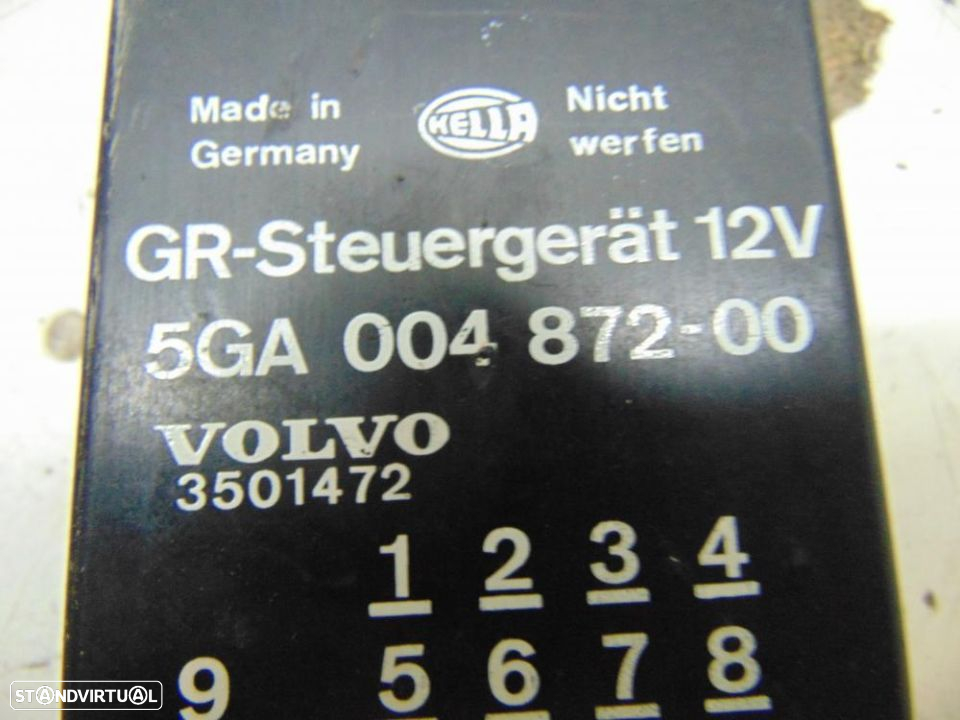 Made in
Germany
HELLA
Nicht
werfen
GR-Steuergerät 12V
5GA 004 872-00
VOLVO
3501472
1 2 3 4
9 5 6 7 8
STANDVIRTUAL